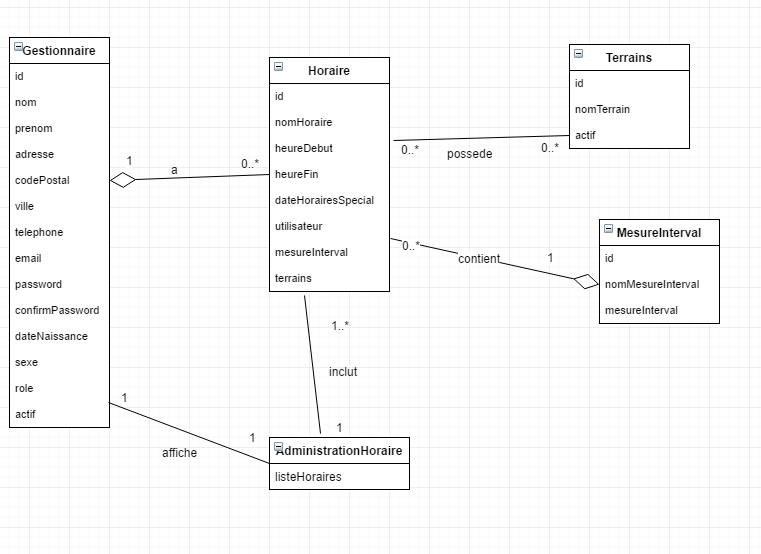 Gestionnaire
id
nom
prenom
adresse
codePostal
ville
telephone
email
password
confirmPassword
dateNaissance
sexe
role
actif
1
a
0..*
Horaire
id
nomHoraire
heureDebut
heureFin
dateHorairesSpecial
utilisateur
mesureInterval
terrains
0..*
possede
0..*
Terrains
id
nomTerrain
actif
0..*
contient
1
MesureInterval
id
nomMesureInterval
mesureInterval
1..*
inclut
1
1
affiche
1
AdministrationHoraire
listeHoraires